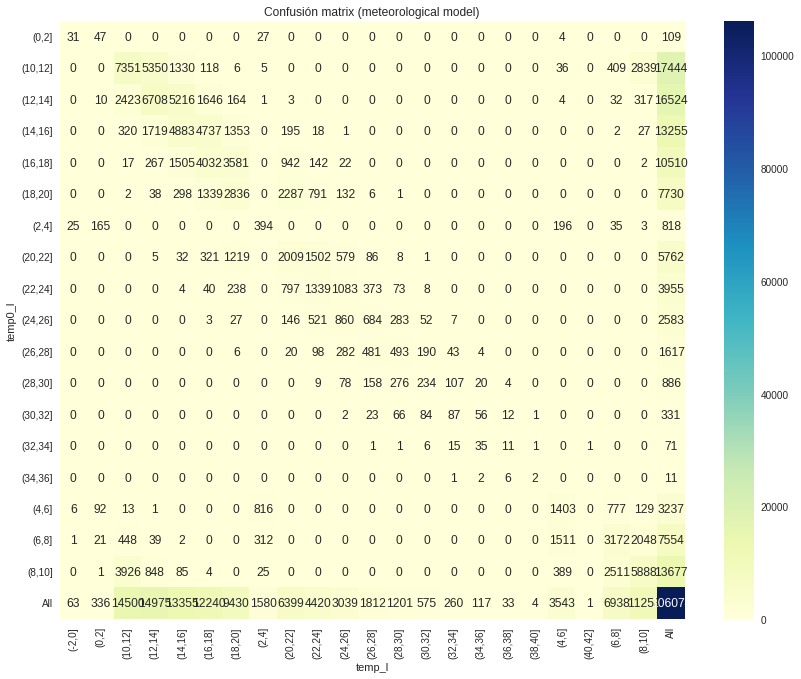 Confusión matrix (meteorological model)
temp0_l
(0,2] 31 47 0 0 0 0 0 27 0 0 0 0 0 0 0 0 0 0 4 0 0 0 109
(10,12] 0 0 7351 5350 1330 118 6 5 0 0 0 0 0 0 0 0 0 0 36 0 409 2839 17444
(12,14] 0 10 2423 6708 5216 1646 164 1 3 0 0 0 0 0 0 0 0 0 4 0 32 317 16524
(14,16] 0 0 320 1719 4883 4737 1353 0 195 18 1 0 0 0 0 0 0 0 0 0 2 27 13255
(16,18] 0 0 17 267 1505 4032 3581 0 942 142 22 0 0 0 0 0 0 0 0 0 0 2 10510
(18,20] 0 0 2 38 298 1339 2836 0 2287 791 132 6 1 0 0 0 0 0 0 0 0 0 7730
(2,4] 25 165 0 0 0 0 0 394 0 0 0 0 0 0 0 0 0 0 196 0 35 3 818
(20,22] 0 0 0 5 32 321 1219 0 2009 1502 579 86 8 1 0 0 0 0 0 0 0 0 5762
(22,24] 0 0 0 0 4 40 238 0 797 1339 1083 373 73 8 0 0 0 0 0 0 0 0 3955
(24,26] 0 0 0 0 0 3 27 0 146 521 860 684 283 52 7 0 0 0 0 0 0 0 2583
(26,28] 0 0 0 0 0 0 6 0 20 98 282 481 493 190 43 4 0 0 0 0 0 0 1617
(28,30] 0 0 0 0 0 0 0 0 0 9 78 158 276 234 107 20 4 0 0 0 0 0 886
(30,32] 0 0 0 0 0 0 0 0 0 0 2 23 66 84 87 56 12 1 0 0 0 0 331
(32,34] 0 0 0 0 0 0 0 0 0 0 0 1 1 6 15 35 11 1 0 1 0 0 71
(34,36] 0 0 0 0 0 0 0 0 0 0 0 0 0 0 1 2 6 2 0 0 0 0 11
(4,6] 6 92 13 1 0 0 0 816 0 0 0 0 0 0 0 0 0 0 1403 0 777 129 3237
(6,8] 1 21 448 39 2 0 0 312 0 0 0 0 0 0 0 0 0 0 1511 0 3172 2048 7554
(8,10] 0 1 3926 848 85 4 0 25 0 0 0 0 0 0 0 0 0 0 389 0 2511 5888 13677
All 63 336 14500 14975 13355 12240 9430 1580 6399 4420 3039 1812 1201 575 260 117 33 4 3543 1 6938
(-2,0] (0,2] (10,12] (12,14] (14,16] (16,18] (18,20] (2,4] (20,22] (22,24] (24,26] (26,28] (28,30] (30,32] (32,34] (34,36] (36,38] (38,40] (4,6] (40,42] (6,8] (8,10] All
temp_l
100000
80000
60000
40000
20000
0